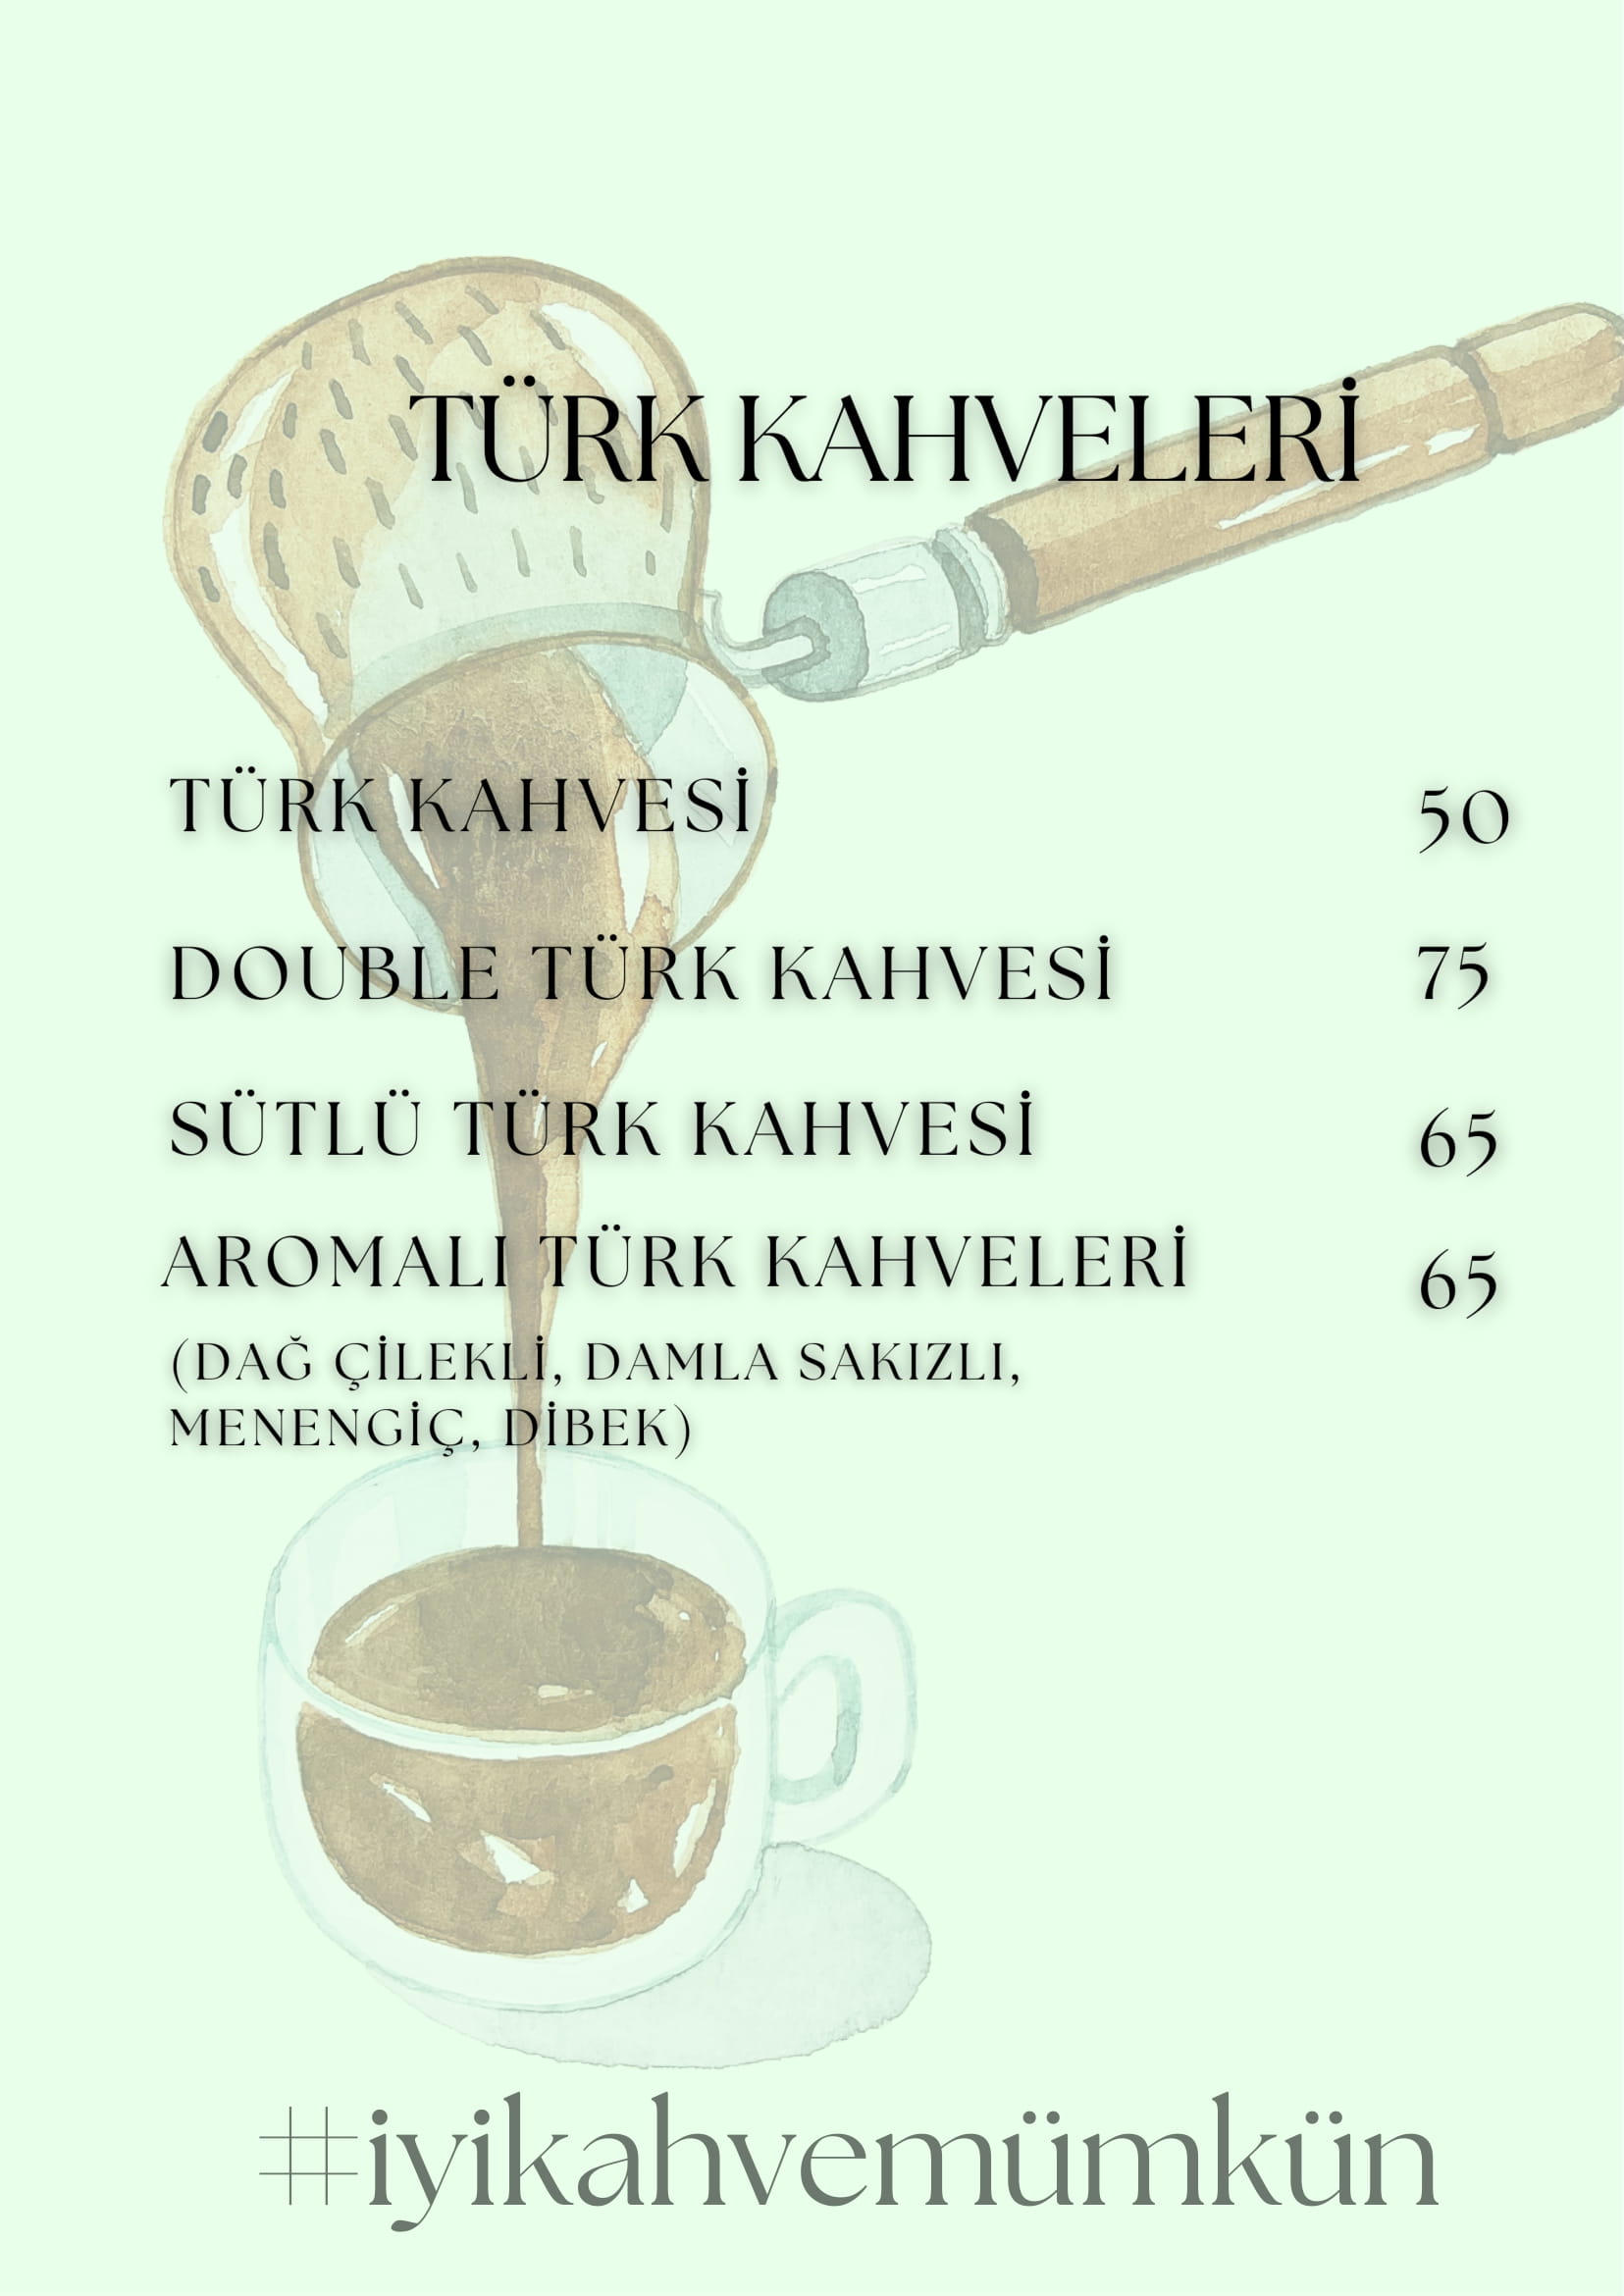 TÜRK KAHVELERİ
TÜRK KAHVESİ 50
DOUBLE TÜRK KAHVESİ 75
SÜTLÜ TÜRK KAHVESİ 65
AROMALI TÜRK KAHVELERİ 65
(DAĞ ÇİLEKLİ, DAMLA SAKIZLI,
MENENGİÇ, DİBEK)
#iyikahvemümkün